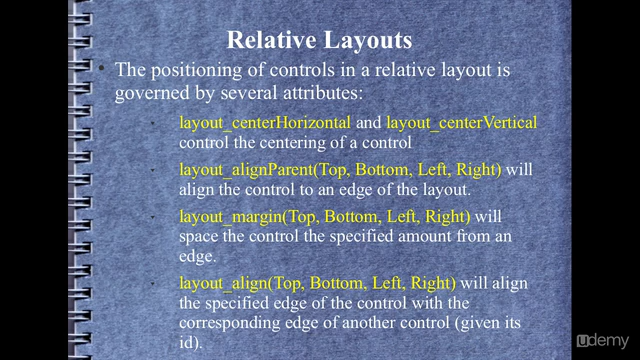 Relative Layouts
• The positioning of controls in a relative layout is
governed by several attributes:
layout_centerHorizontal and layout_centerVertical
control the centering of a control
layout_alignParent(Top, Bottom, Left, Right) will
align the control to an edge of the layout.
layout_margin(Top, Bottom, Left, Right) will
space the control the specified amount from an
edge.
layout_align(Top, Bottom, Left, Right) will align
the specified edge of the control with the
corresponding edge of another control (given its
id).
udemy